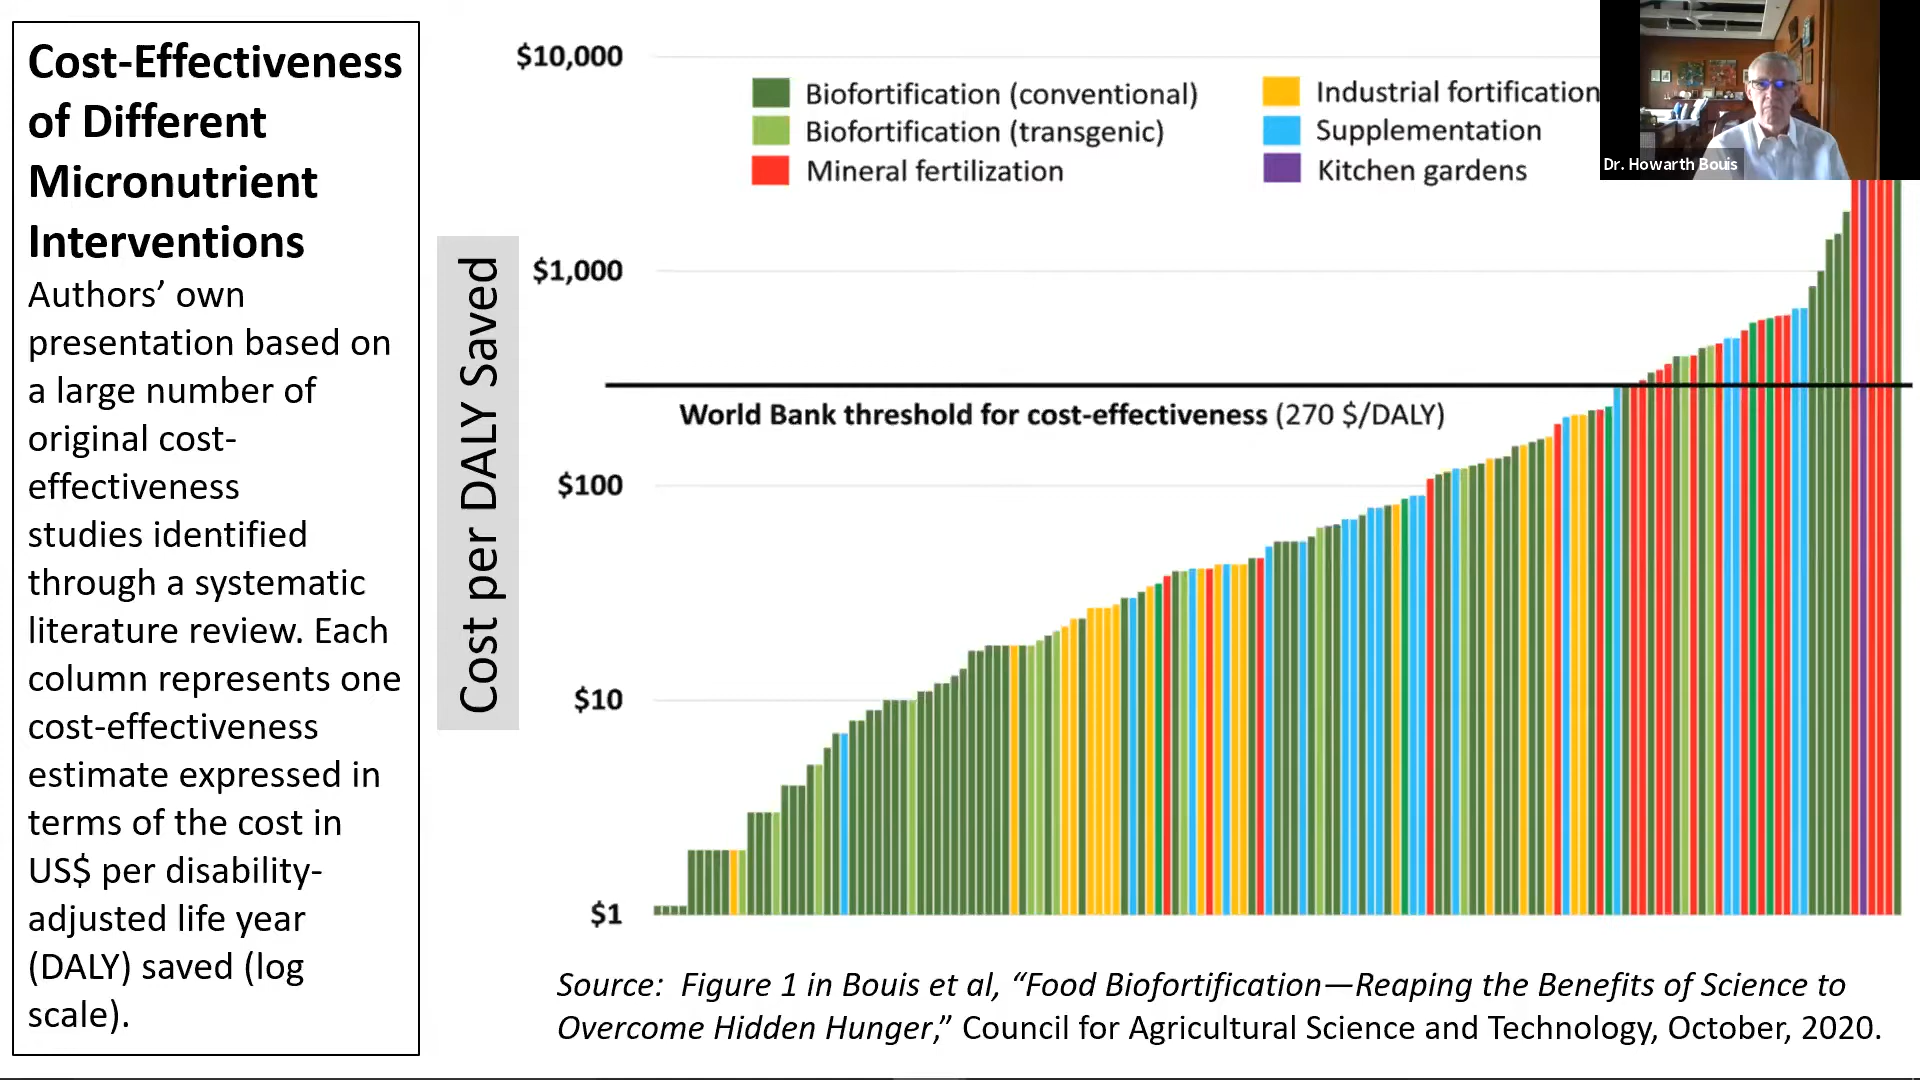 Cost-Effectiveness
of Different
Micronutrient
Interventions
Authors’ own
presentation based on
a large number of
original cost-
effectiveness
studies identified
through a systematic
literature review. Each
column represents one
cost-effectiveness
estimate expressed in
terms of the cost in
US$ per disability-
adjusted life year
(DALY) saved (log
scale).
Cost per DALY Saved
$10,000
$1,000
$100
$10
$1
Biofortification (conventional)
Biofortification (transgenic)
Mineral fertilization
Industrial fortification
Supplementation
Kitchen gardens
World Bank threshold for cost-effectiveness (270 $/DALY)
Dr. Howarth Bouis
Source: Figure 1 in Bouis et al, “Food Biofortification—Reaping the Benefits of Science to
Overcome Hidden Hunger,” Council for Agricultural Science and Technology, October, 2020.